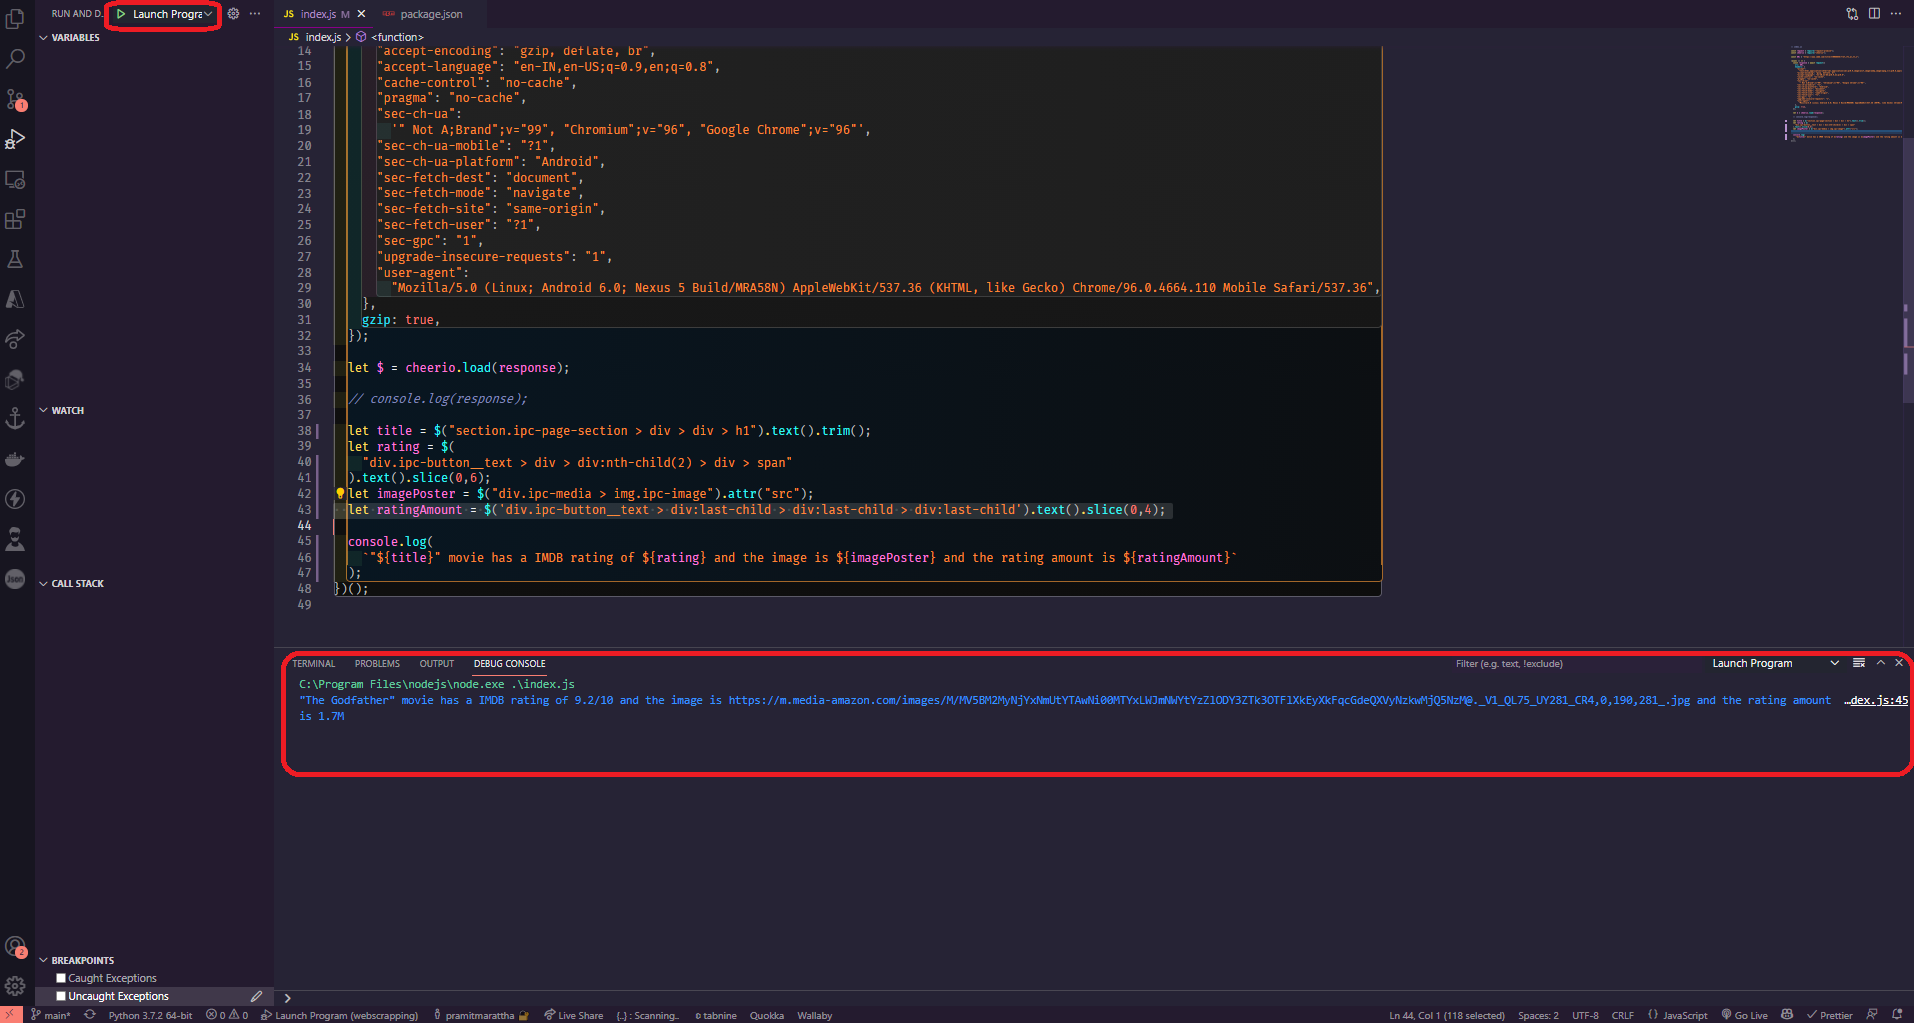 RUN AND D...
Launch Progra
JS index.js M
package.json
JS index.js > <function>
VARIABLES
WATCH
CALL STACK
BREAKPOINTS
Caught Exceptions
Uncaught Exceptions
14 "accept-encoding": "gzip, deflate, br",
15 "accept-language": "en-IN,en-US;q=0.9,en;q=0.8",
16 "cache-control": "no-cache",
17 "pragma": "no-cache",
18 "sec-ch-ua":
19 '" Not A;Brand";v="99", "Chromium";v="96", "Google Chrome";v="96"',
20 "sec-ch-ua-mobile": "?1",
21 "sec-ch-ua-platform": "Android",
22 "sec-fetch-dest": "document",
23 "sec-fetch-mode": "navigate",
24 "sec-fetch-site": "same-origin",
25 "sec-fetch-user": "?1",
26 "sec-gpc": "1",
27 "upgrade-insecure-requests": "1",
28 "user-agent":
29 "Mozilla/5.0 (Linux; Android 6.0; Nexus 5 Build/MRA58N) AppleWebKit/537.36 (KHTML, like Gecko) Chrome/96.0.4664.110 Mobile Safari/537.36",
30 },
31 gzip: true,
32 });
33
34 let $ = cheerio.load(response);
35
36 // console.log(response);
37
38 let title = $("section.ipc-page-section > div > div > h1").text().trim();
39 let rating = $(
40 "div.ipc-button__text > div > div:nth-child(2) > div > span"
41 ).text().slice(0,6);
42 let imagePoster = $("div.ipc-media > img.ipc-image").attr("src");
43 let ratingAmount = $('div.ipc-button__text > div:last-child > div:last-child > div:last-child').text().slice(0,4);
44
45 console.log(
46 `"${title}" movie has a IMDB rating of ${rating} and the image is ${imagePoster} and the rating amount is ${ratingAmount}`
47 );
48 })();
49
TERMINAL PROBLEMS OUTPUT DEBUG CONSOLE
Filter (e.g. text, !exclude)
Launch Program
C:\Program Files\nodejs\node.exe .\index.js
"The Godfather" movie has a IMDB rating of 9.2/10 and the image is https://m.media-amazon.com/images/M/MV5BM2MyNjYxNmUtYTAwNi00MTYxLWJmNWYtYzZlODY3ZTk3OTFlXkEyXkFqcGdeQXVyNzkwMjQ5NzM@._V1_QL75_UY281_CR4,0,190,281_.jpg and the rating amount …dex.js:45
is 1.7M
main* Python 3.7.2 64-bit 0 0 Launch Program (webscrapping) pramitmarattha Live Share {..} : Scanning.. tabnine Quokka Wallaby
Ln 44, Col 1 (118 selected) Spaces: 2 UTF-8 CRLF { } JavaScript Go Live Prettier